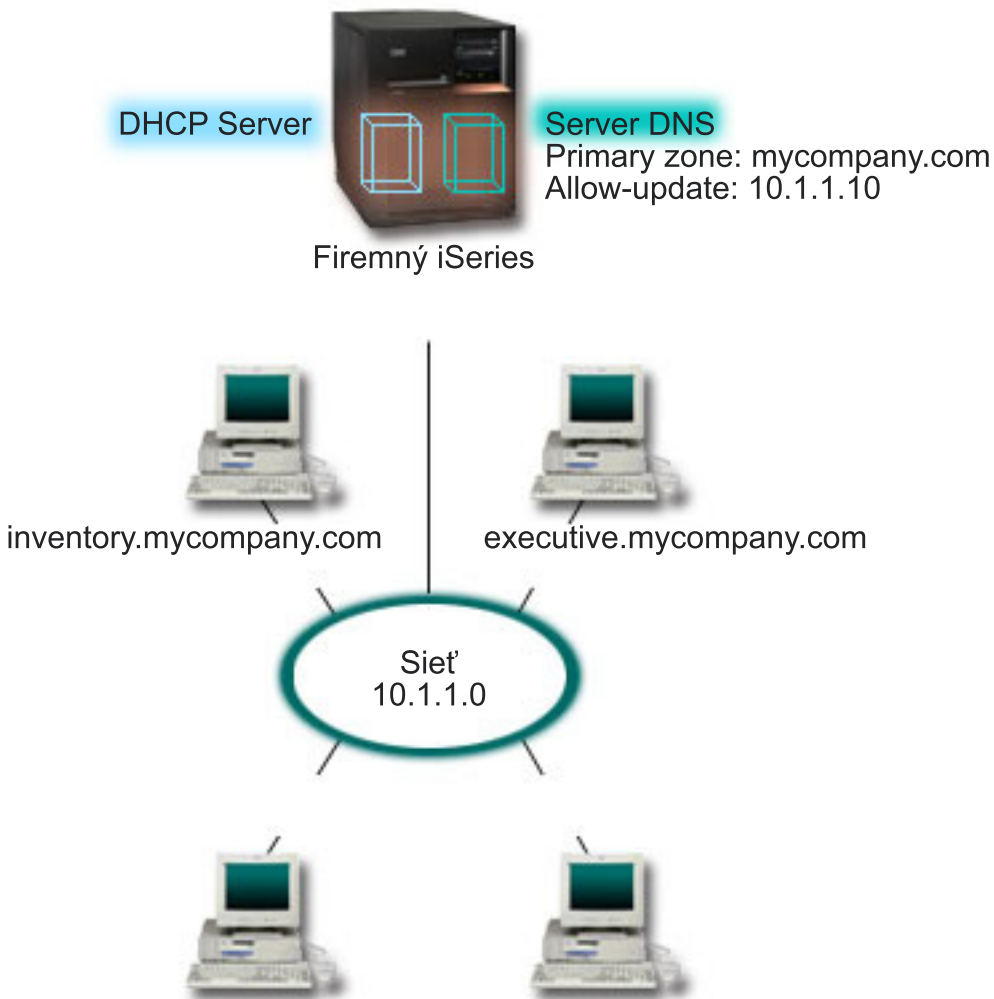 DHCP Server
Server DNS
Primary zone: mycompany.com
Allow-update: 10.1.1.10
Firemný iSeries
inventory.mycompany.com
executive.mycompany.com
Sieť
10.1.1.0